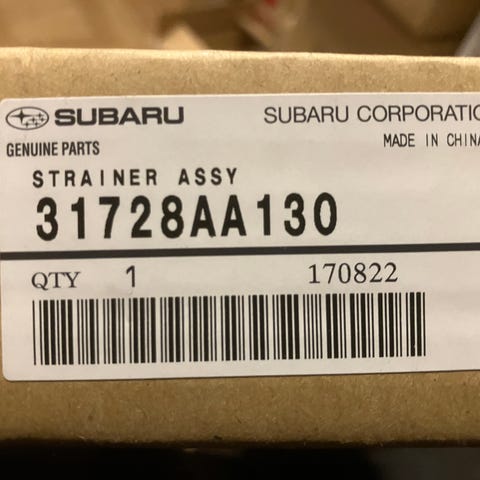 SUBARU SUBARU CORPORATIO
GENUINE PARTS MADE IN CHINA
STRAINER ASSY
31728AA130
QTY 1 170822